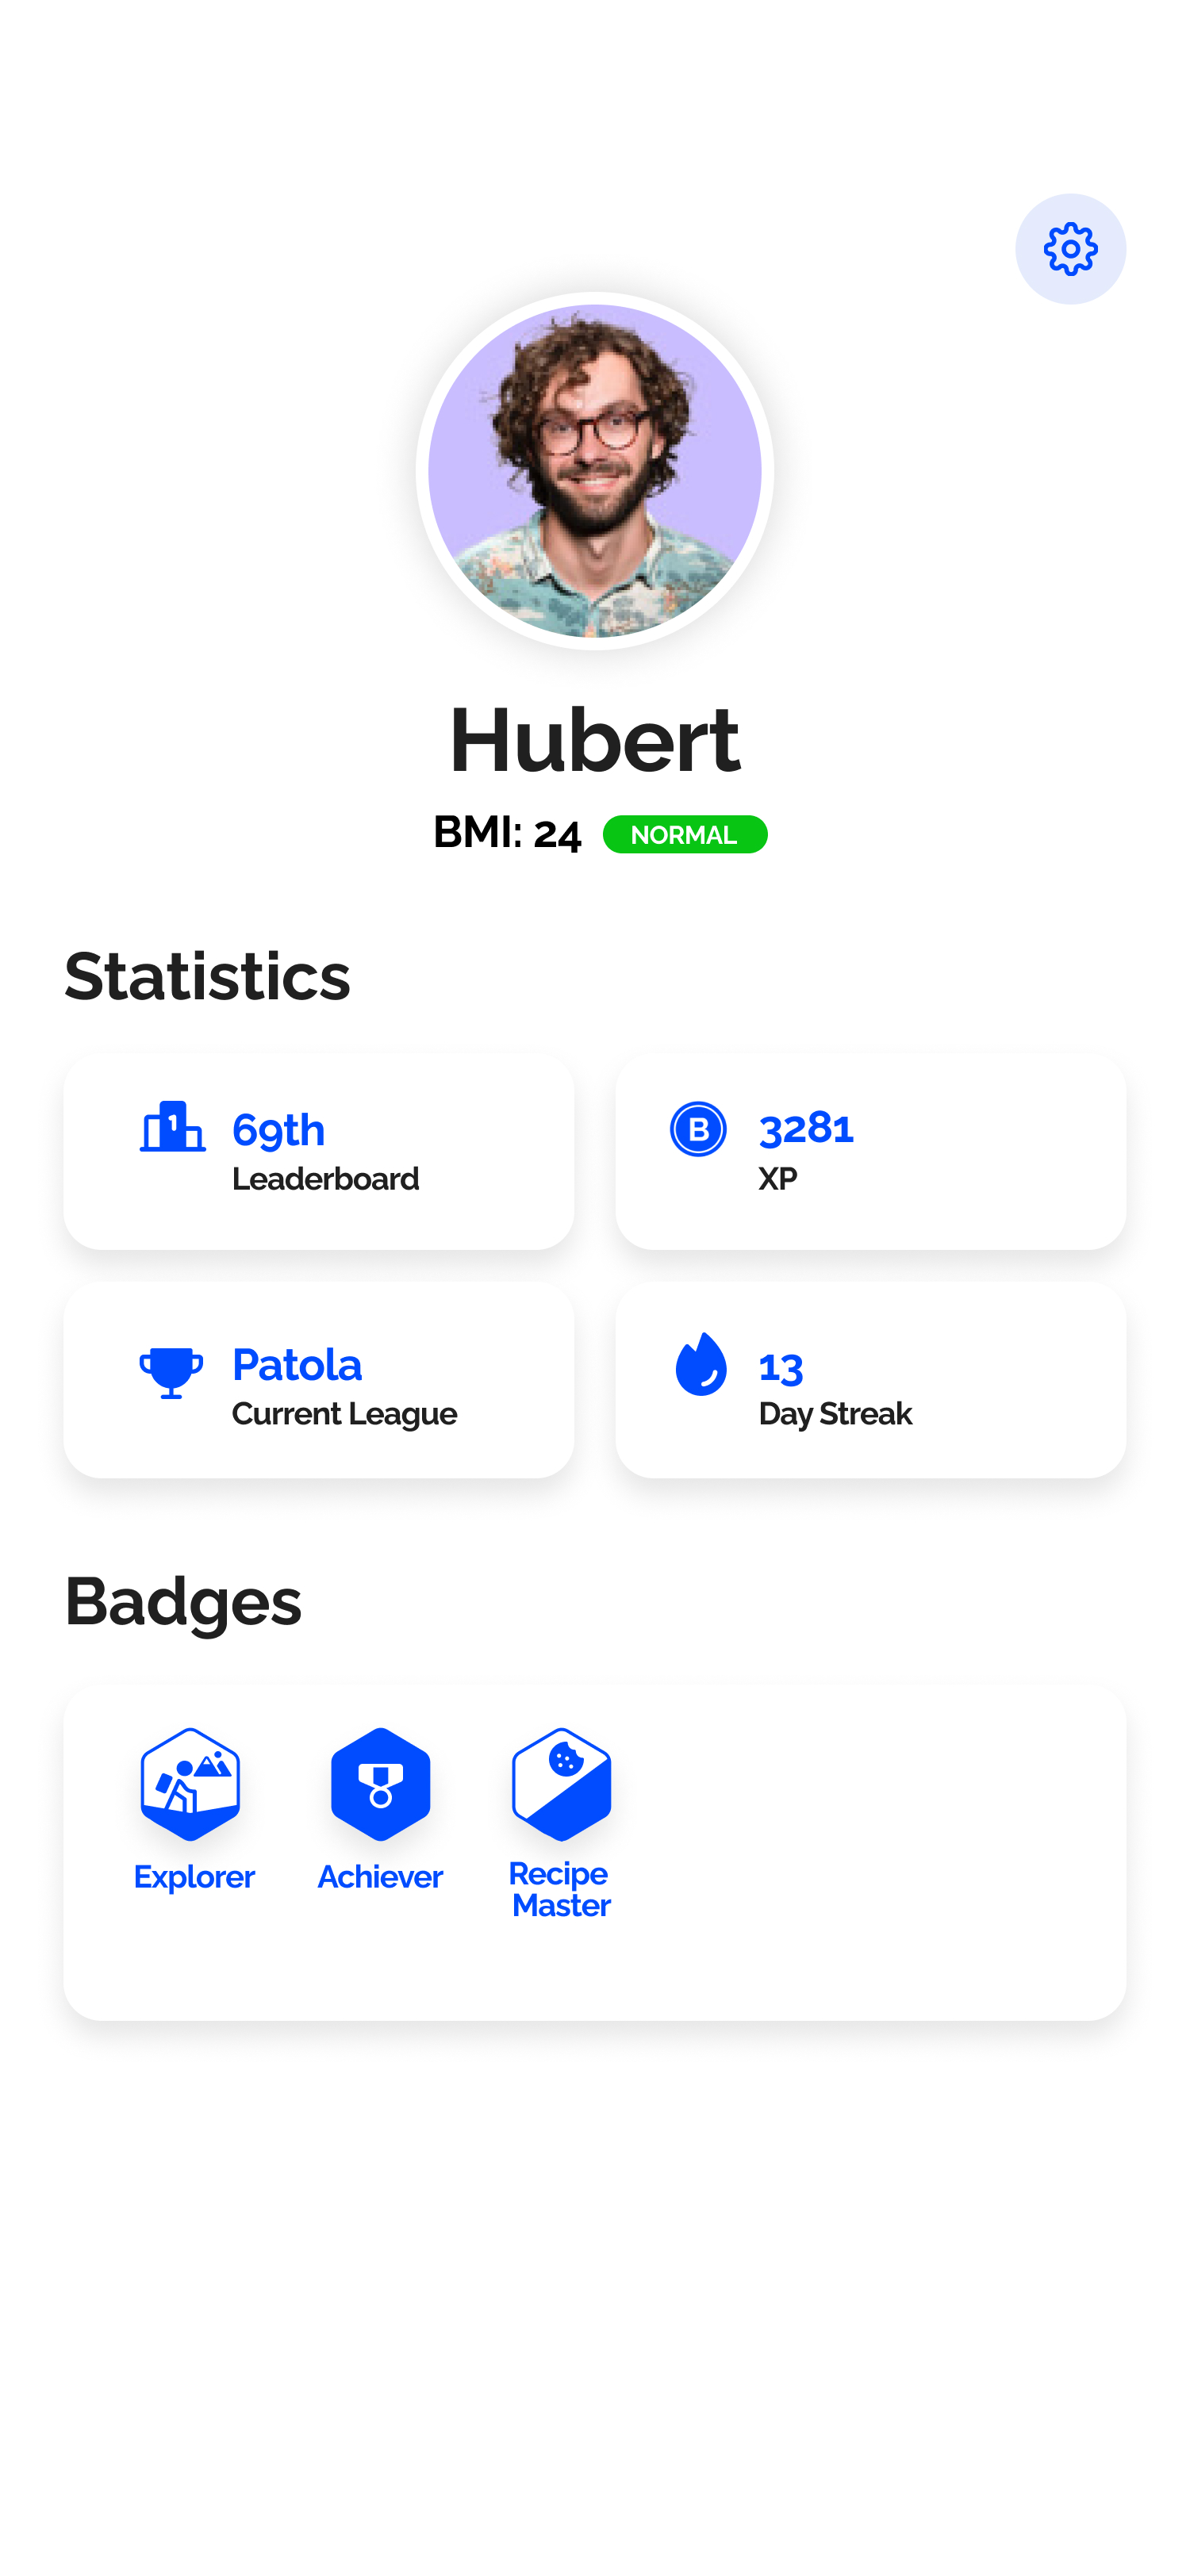 Hubert
BMI: 24 NORMAL
Statistics
1 69th
Leaderboard
B 3281
XP
Patola
Current League
13
Day Streak
Badges
Explorer
Achiever
Recipe
Master